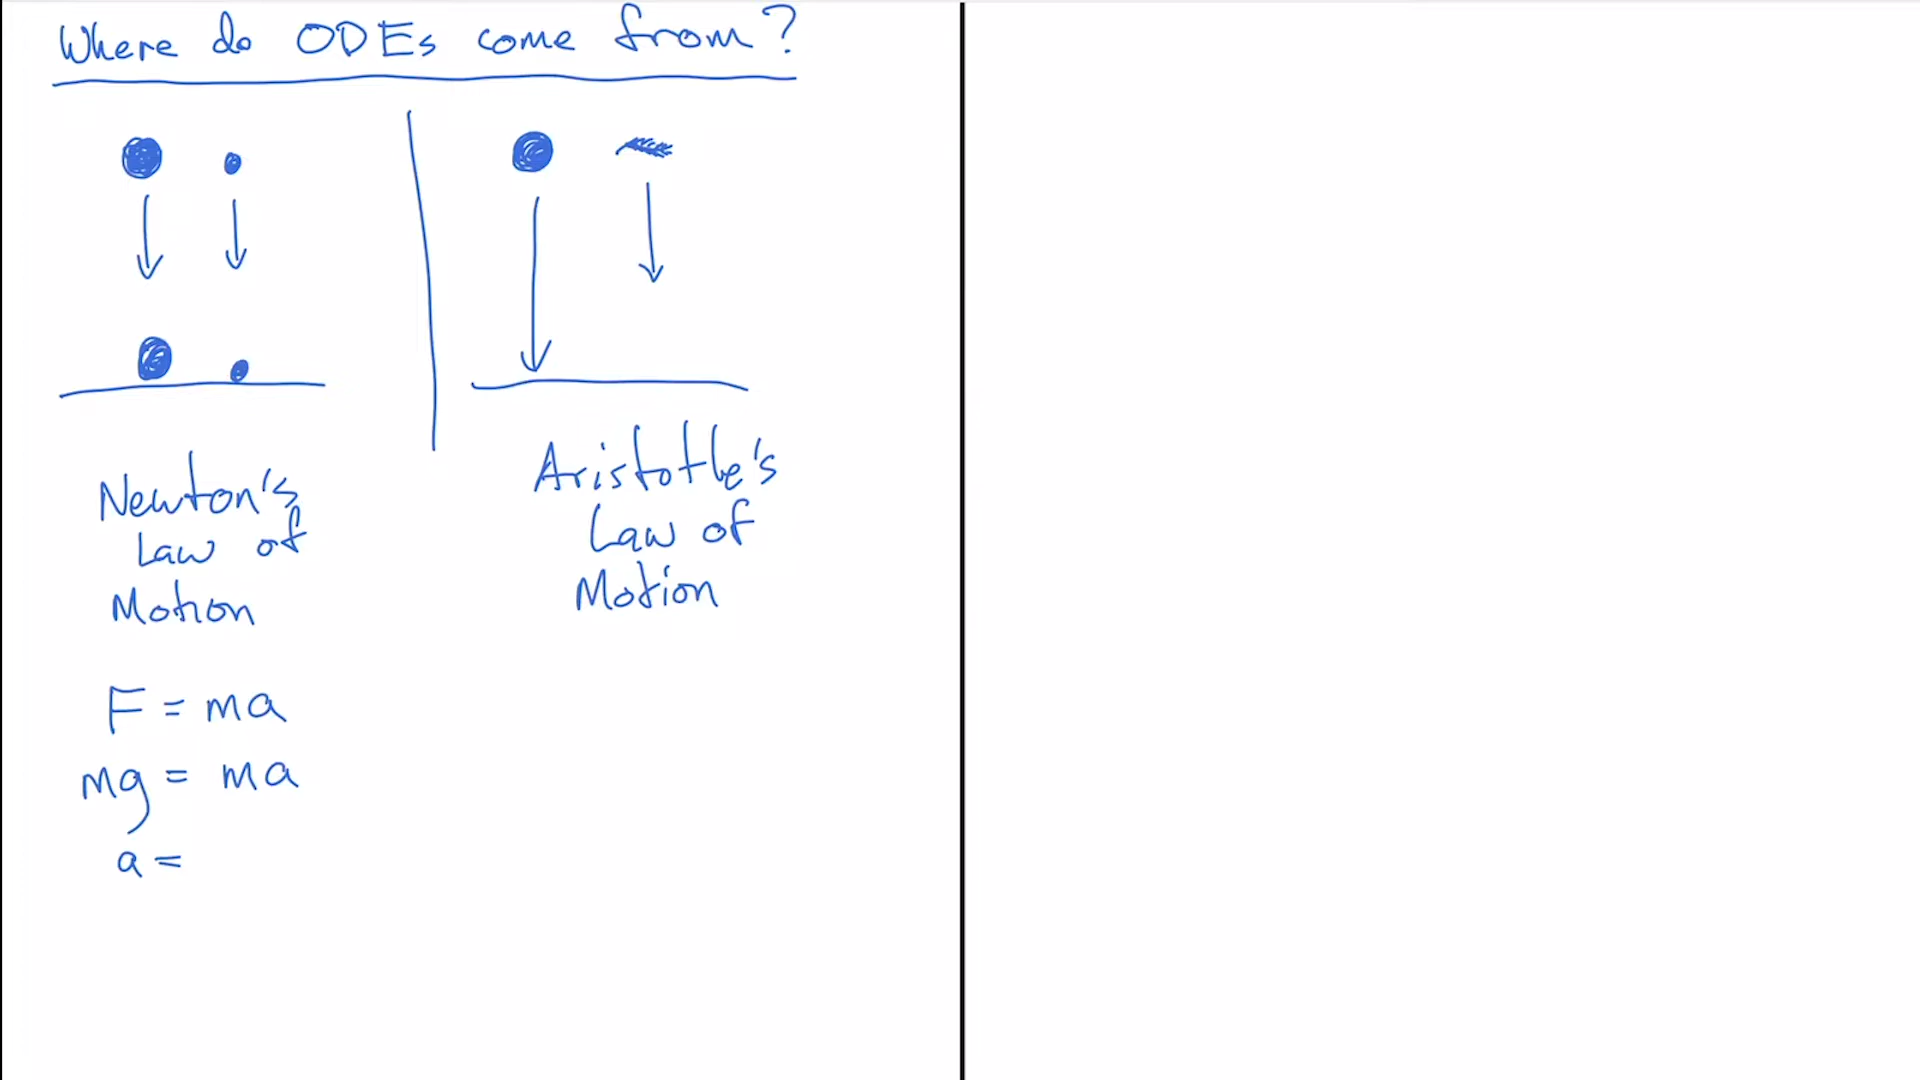 Where do ODEs come from?
Newton's
Law of
Motion
Aristotle's
Law of
Motion
F = ma
mg = ma
a =